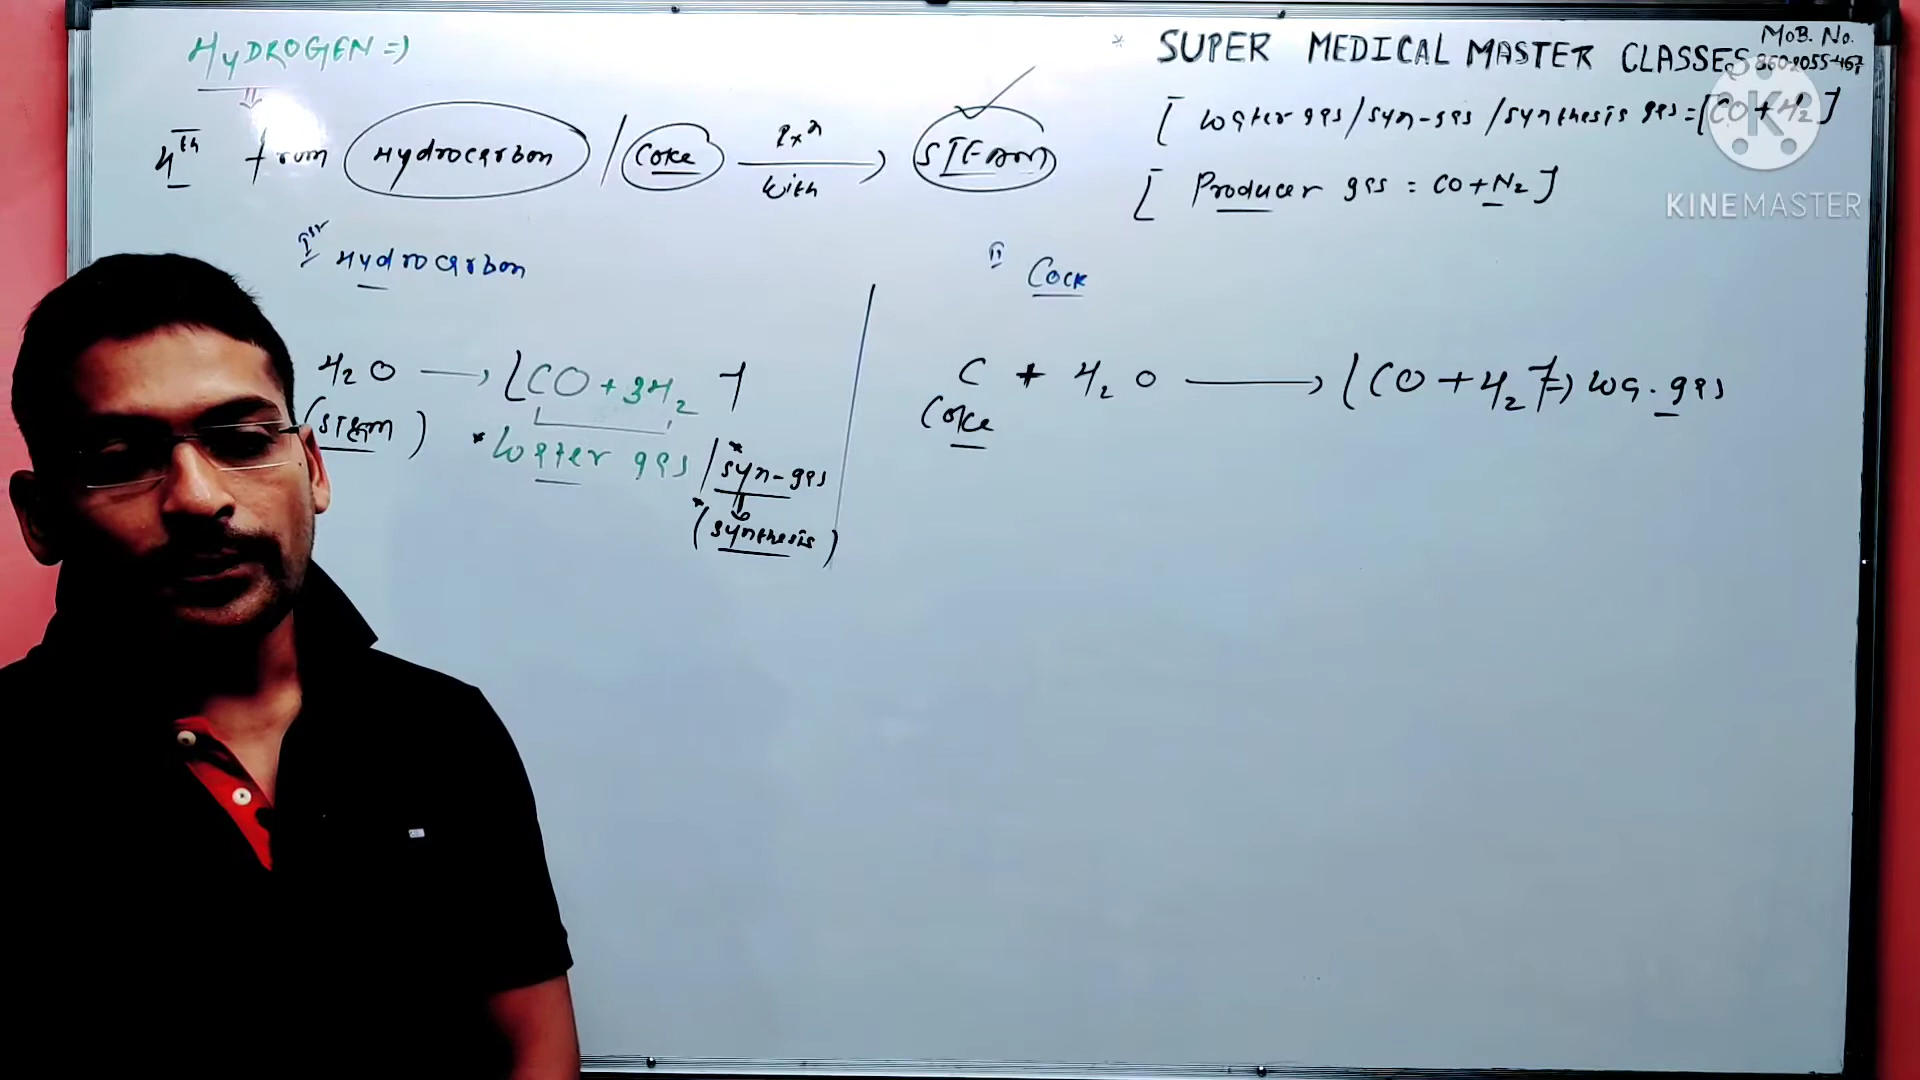 HYDROGEN =>
* SUPER MEDICAL MASTER CLASSES
MOB. No.
[ Water gas/syn-gas/synthesis gas = [CO+H2]
4th from Hydrocarbon / Coke Rxn with → STEAM
[ Producer gas = CO+N2]
Ist Hydrocarbon
II Cock
H2O → [CO + 3H2]
(STEAM)
* Water gas / * syn-gas
* (synthesis)
C + H2O → [CO + H2] => wa. gas
Coke
KINEMASTER